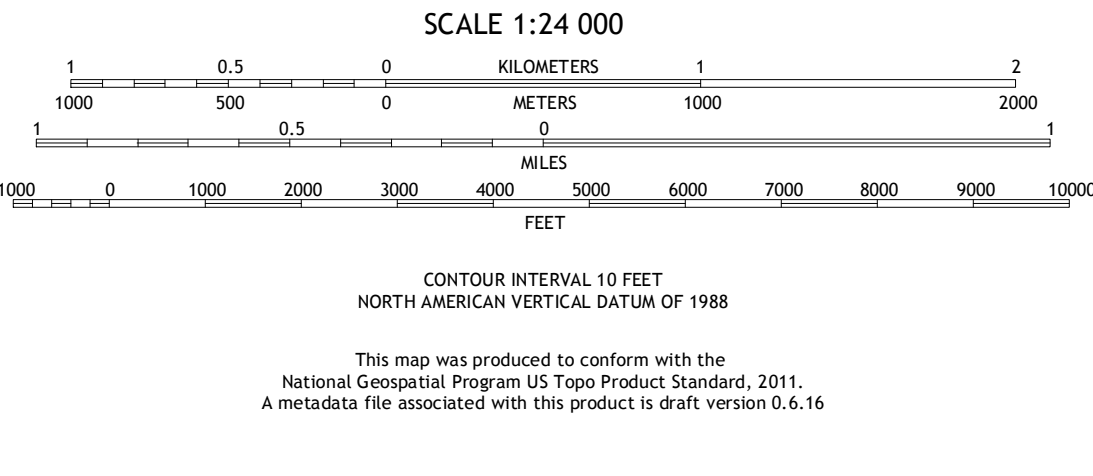 SCALE 1:24 000
1 0.5 0 KILOMETERS 1 2
1000 500 0 METERS 1000 2000
1 0.5 0 1
MILES
1000 0 1000 2000 3000 4000 5000 6000 7000 8000 9000 10000
FEET
CONTOUR INTERVAL 10 FEET
NORTH AMERICAN VERTICAL DATUM OF 1988
This map was produced to conform with the
National Geospatial Program US Topo Product Standard, 2011.
A metadata file associated with this product is draft version 0.6.16